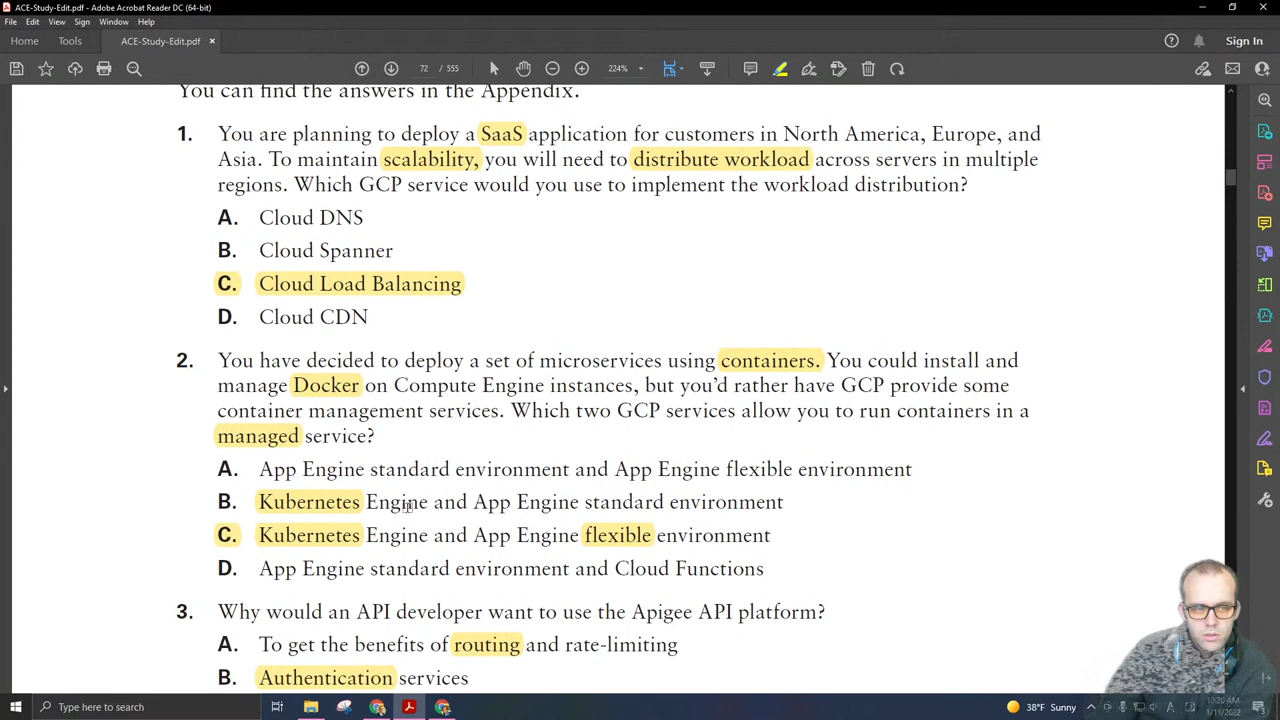 ACE-Study-Edit.pdf - Adobe Acrobat Reader DC (64-bit)
File Edit View Sign Window Help
Home Tools ACE-Study-Edit.pdf × Sign In
72 / 555 224%
You can find the answers in the Appendix.
1. You are planning to deploy a SaaS application for customers in North America, Europe, and
Asia. To maintain scalability, you will need to distribute workload across servers in multiple
regions. Which GCP service would you use to implement the workload distribution?
A. Cloud DNS
B. Cloud Spanner
C. Cloud Load Balancing
D. Cloud CDN
2. You have decided to deploy a set of microservices using containers. You could install and
manage Docker on Compute Engine instances, but you’d rather have GCP provide some
container management services. Which two GCP services allow you to run containers in a
managed service?
A. App Engine standard environment and App Engine flexible environment
B. Kubernetes Engine and App Engine standard environment
C. Kubernetes Engine and App Engine flexible environment
D. App Engine standard environment and Cloud Functions
3. Why would an API developer want to use the Apigee API platform?
A. To get the benefits of routing and rate-limiting
B. Authentication services
Type here to search
38°F Sunny
10:20 AM
1/11/2022